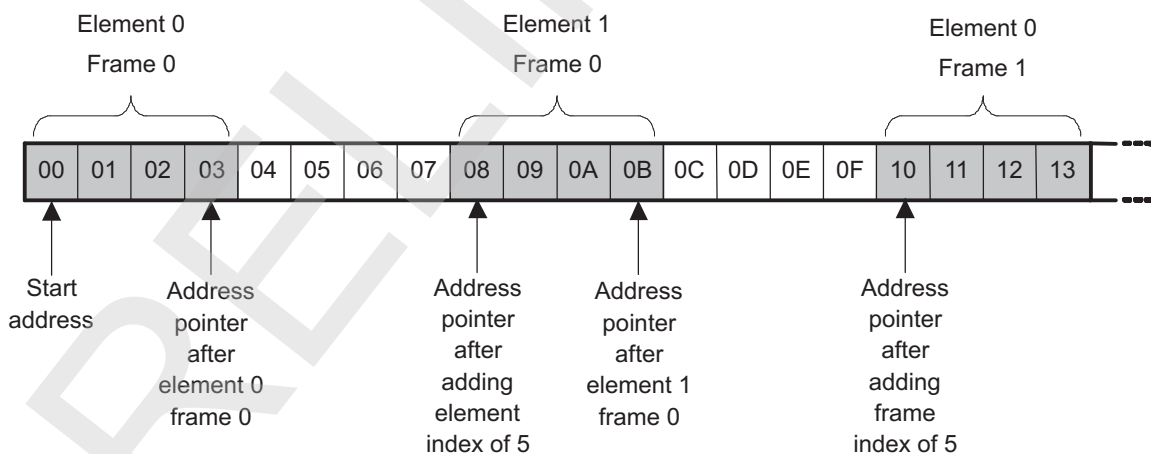 Element 0
Frame 0
Element 1
Frame 0
Element 0
Frame 1
00 01 02 03 04 05 06 07 08 09 0A 0B 0C 0D 0E 0F 10 11 12 13
Start
address
Address
pointer
after
element 0
frame 0
Address
pointer
after
adding
element
index of 5
Address
pointer
after
element 1
frame 0
Address
pointer
after
adding
frame
index of 5